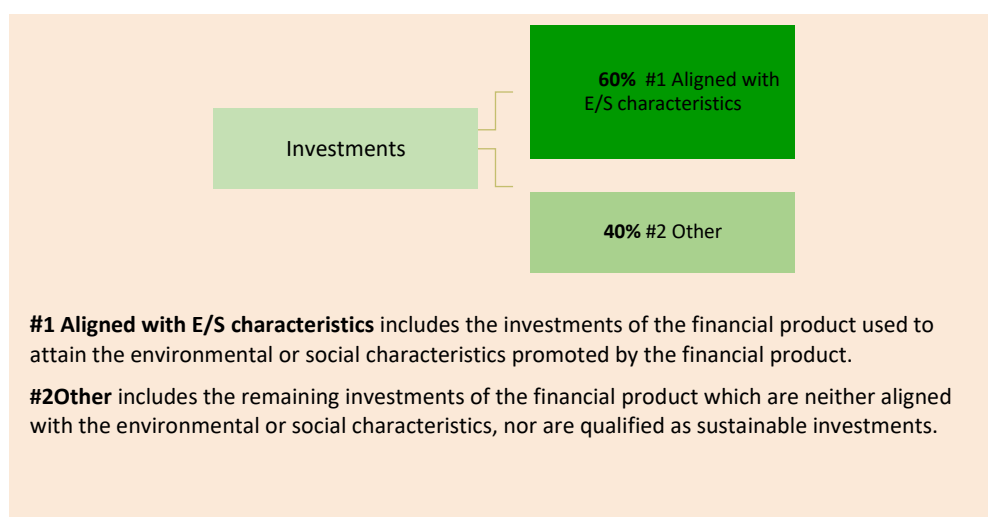 60% #1 Aligned with
E/S characteristics
Investments
40% #2 Other
#1 Aligned with E/S characteristics includes the investments of the financial product used to
attain the environmental or social characteristics promoted by the financial product.
#2Other includes the remaining investments of the financial product which are neither aligned
with the environmental or social characteristics, nor are qualified as sustainable investments.